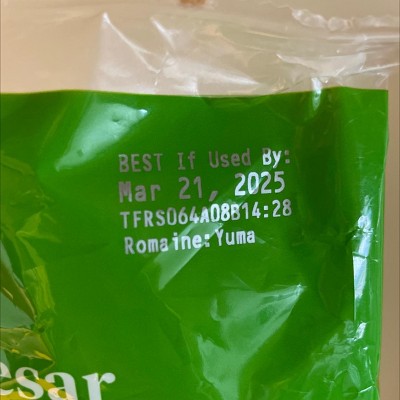 BEST If Used By:
Mar 21, 2025
TFRS064A08B14:28
Romaine:Yuma
esar